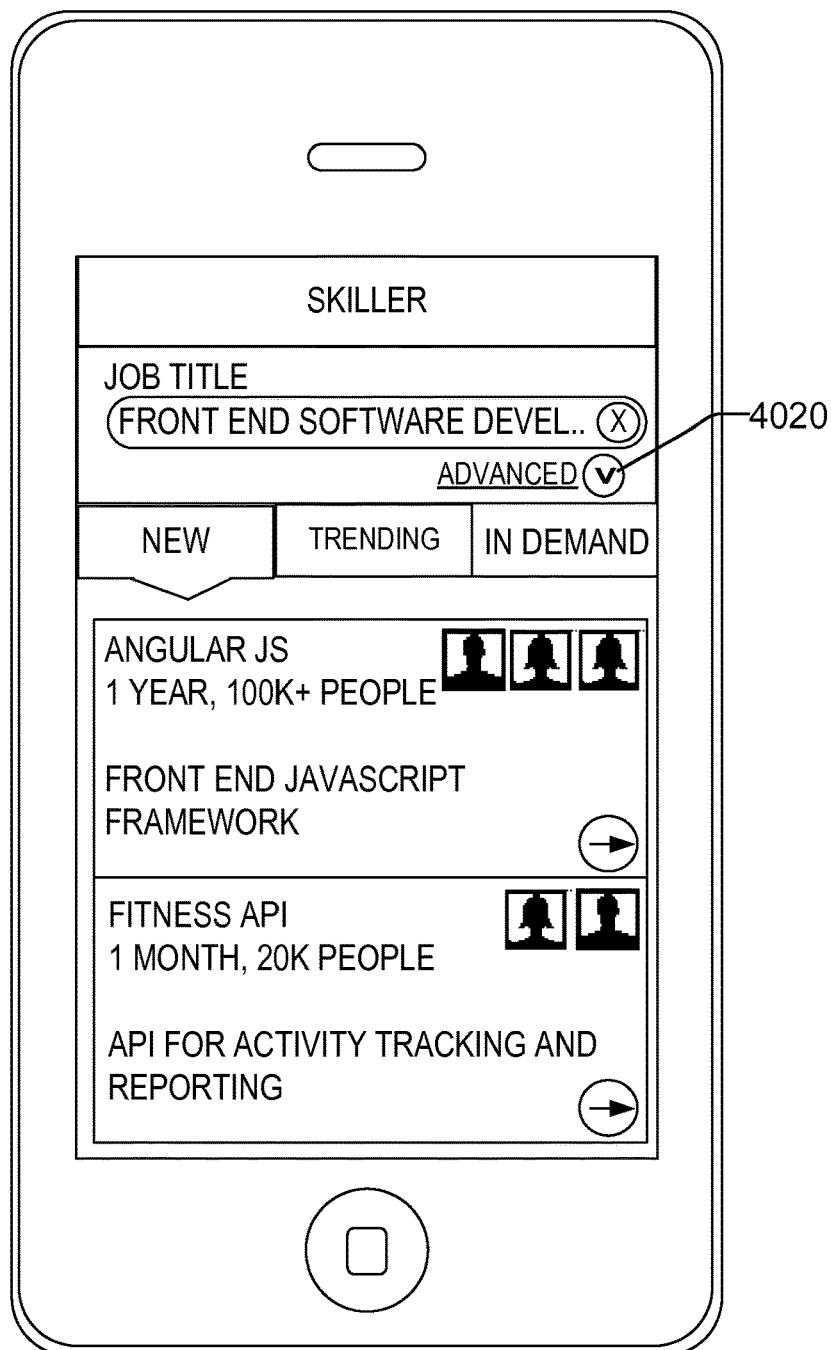 SKILLER
JOB TITLE
FRONT END SOFTWARE DEVEL.. X
4020
ADVANCED v
NEW TRENDING IN DEMAND
ANGULAR JS
1 YEAR, 100K+ PEOPLE
FRONT END JAVASCRIPT
FRAMEWORK
FITNESS API
1 MONTH, 20K PEOPLE
API FOR ACTIVITY TRACKING AND
REPORTING